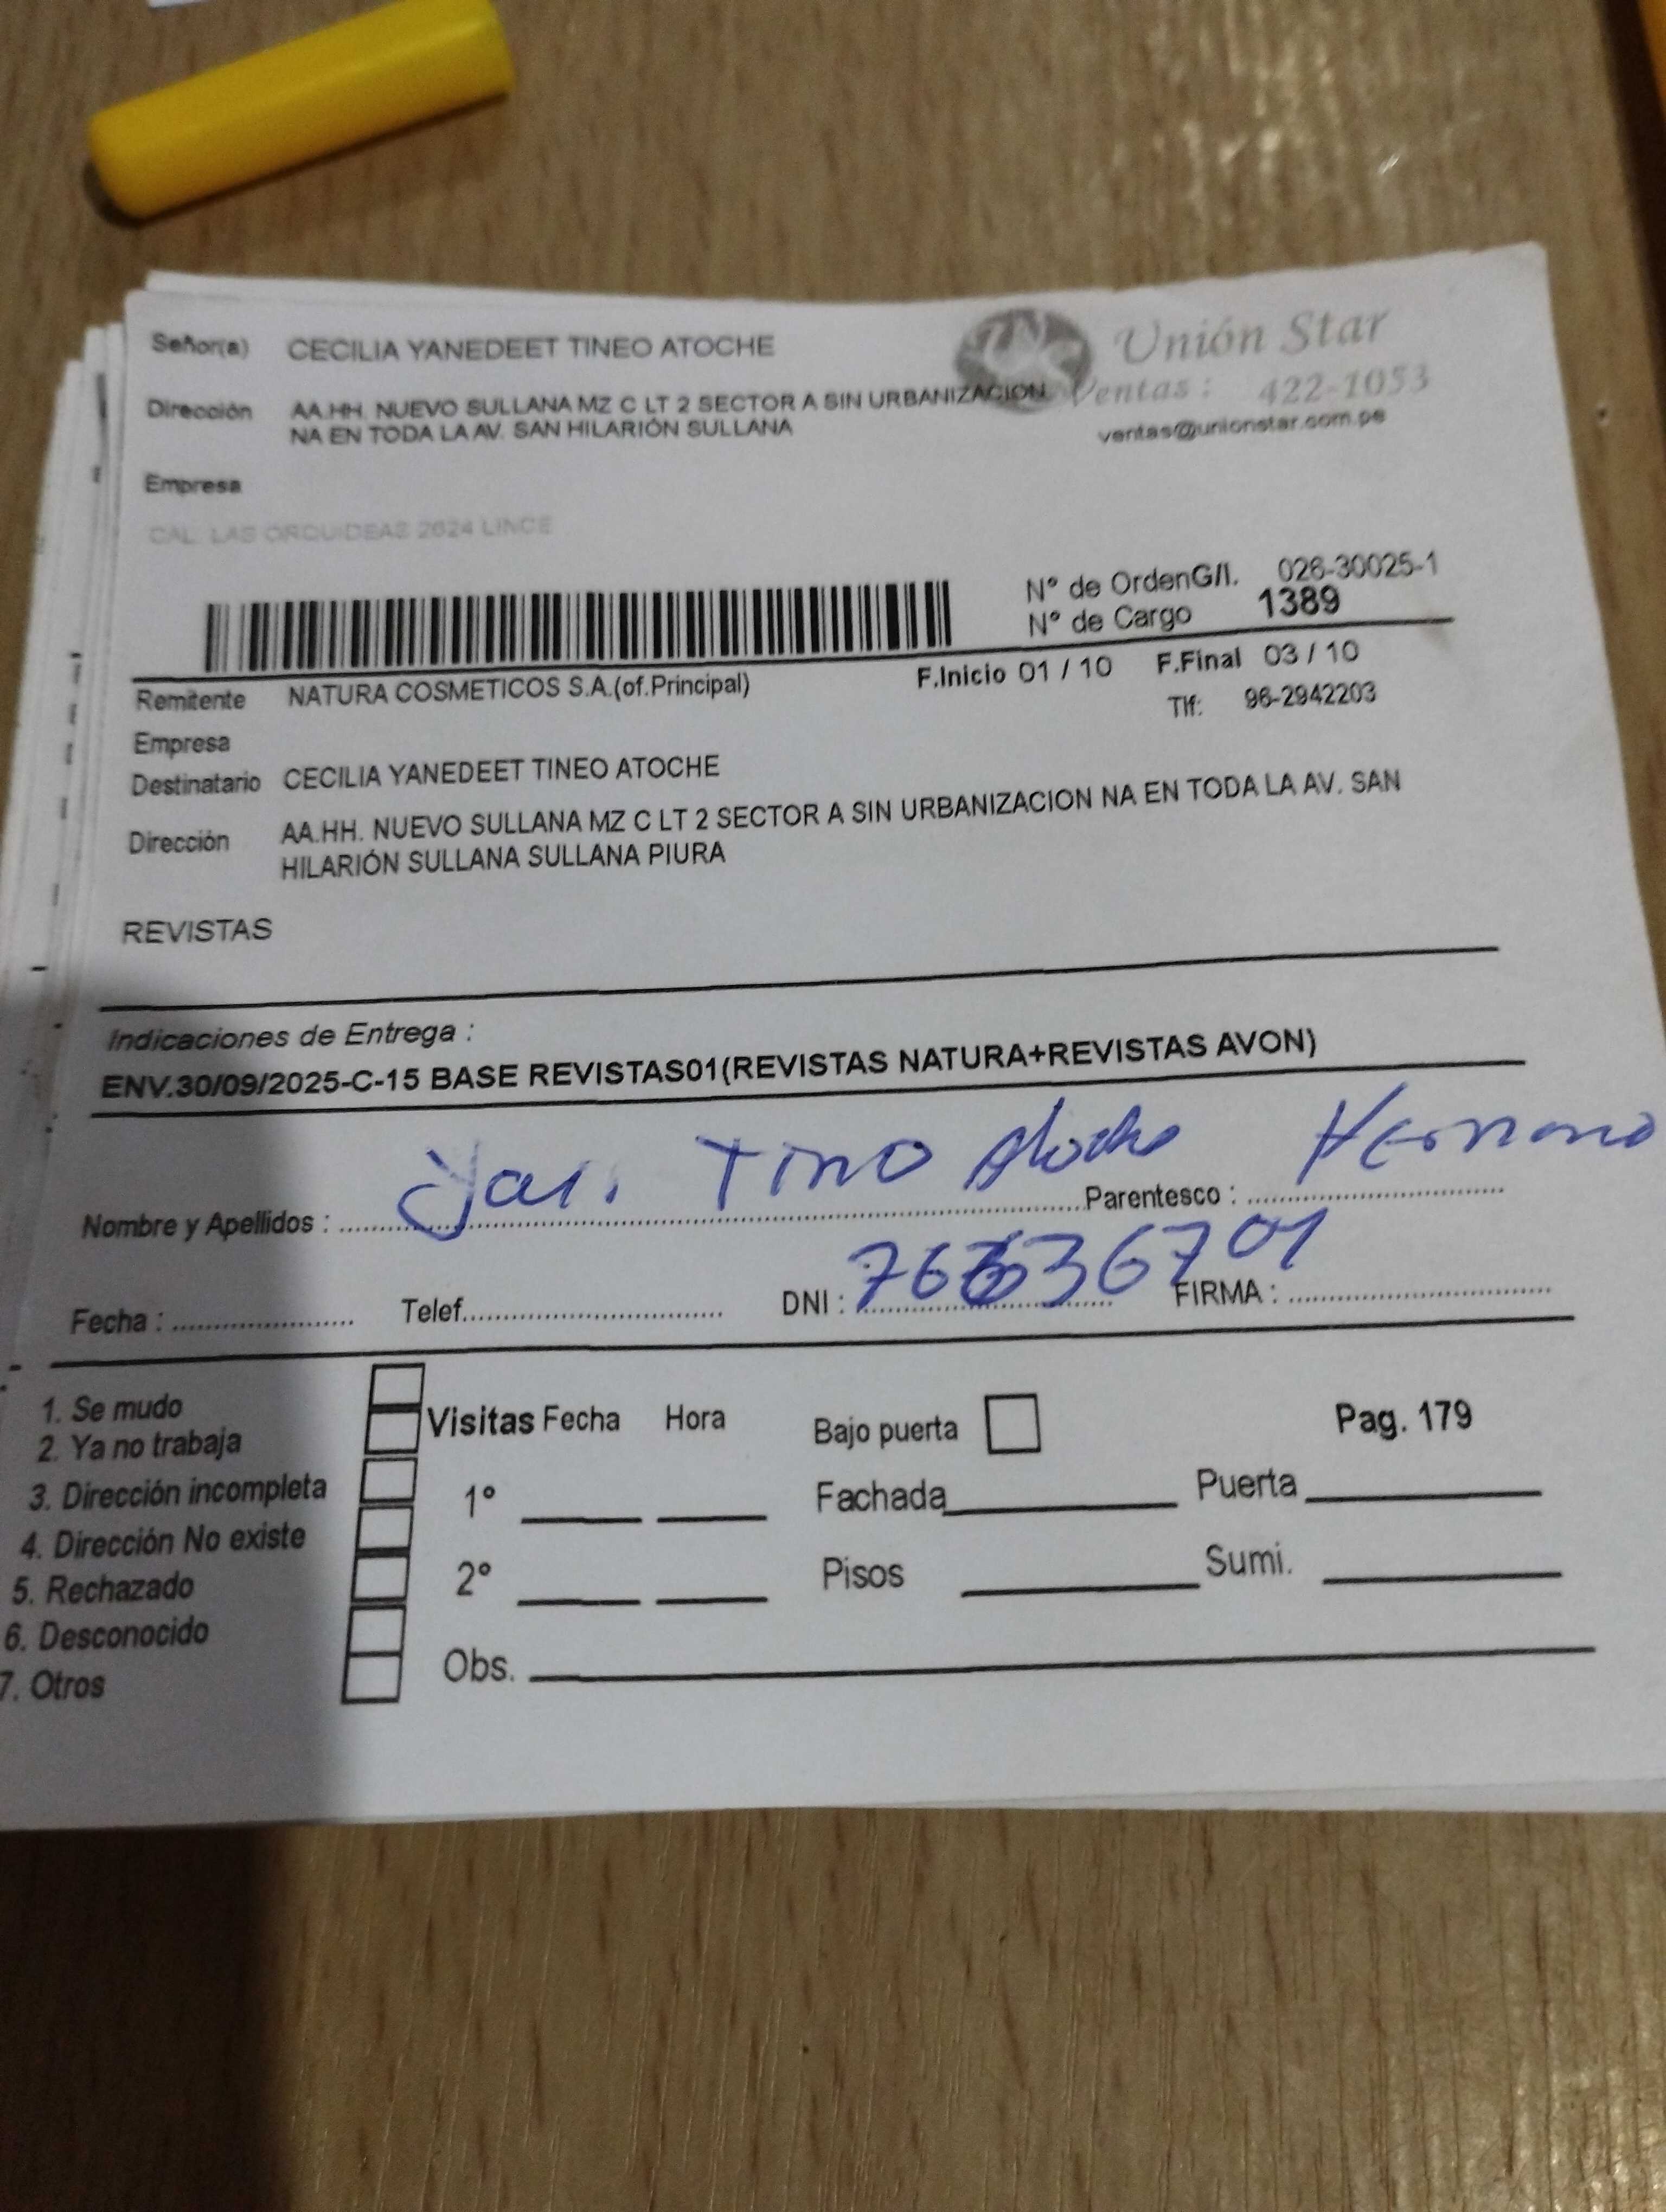 Señor(a) CECILIA YANEDEET TINEO ATOCHE
Unión Star
Dirección AA.HH. NUEVO SULLANA MZ C LT 2 SECTOR A SIN URBANIZACION
NA EN TODA LA AV. SAN HILARIÓN SULLANA
Ventas : 422-1053
ventas@unionstar.com.pe
Empresa
CAL. LAS ORQUIDEAS 2624 LINCE
N° de OrdenG/I. 026-30025-1
N° de Cargo 1389
F.Inicio 01 / 10 F.Final 03 / 10
Remitente NATURA COSMETICOS S.A.(of.Principal)
Tlf: 96-2942203
Empresa
Destinatario CECILIA YANEDEET TINEO ATOCHE
Dirección AA.HH. NUEVO SULLANA MZ C LT 2 SECTOR A SIN URBANIZACION NA EN TODA LA AV. SAN
HILARIÓN SULLANA SULLANA PIURA
REVISTAS
Indicaciones de Entrega :
ENV.30/09/2025-C-15 BASE REVISTAS01(REVISTAS NATURA+REVISTAS AVON)
Nombre y Apellidos : Tino Atoche Parentesco : Hermano
Fecha : Telef. DNI : FIRMA :
1. Se mudo
2. Ya no trabaja
3. Dirección incompleta
4. Dirección No existe
5. Rechazado
6. Desconocido
7. Otros
Visitas Fecha Hora Bajo puerta Pag. 179
1° Fachada Puerta
2° Pisos Sumi.
Obs.